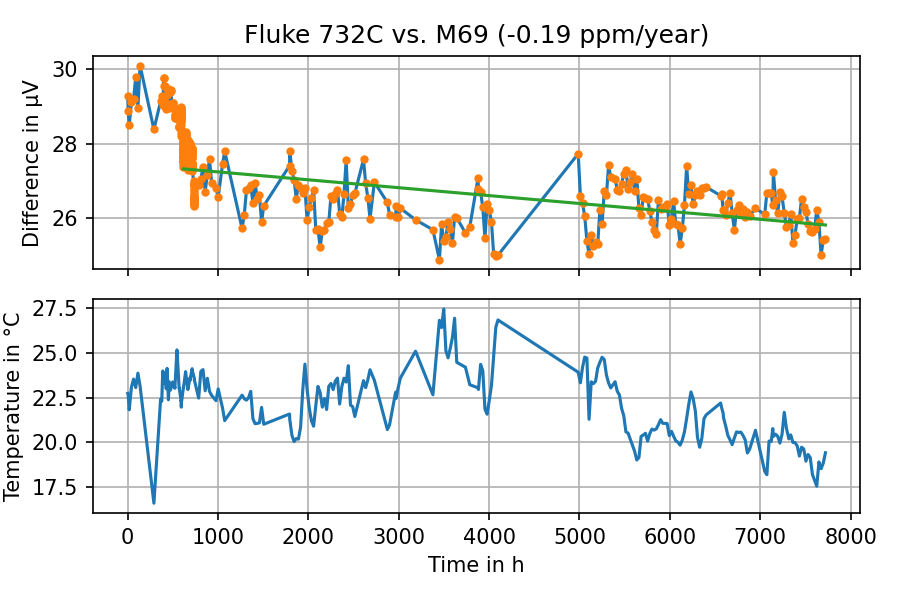 Fluke 732C vs. M69 (-0.19 ppm/year)
Difference in μV
30
28
26
Temperature in °C
27.5
25.0
22.5
20.0
17.5
0 1000 2000 3000 4000 5000 6000 7000 8000
Time in h